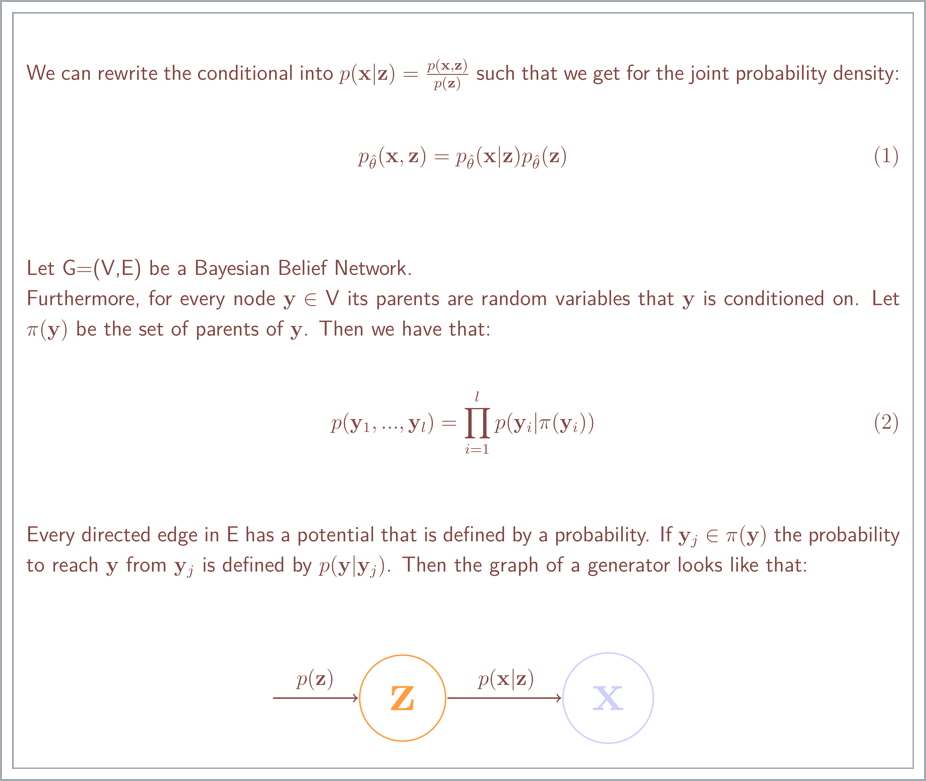 We can rewrite the conditional into $p(\mathbf{x}|\mathbf{z}) = \frac{p(\mathbf{x},\mathbf{z})}{p(\mathbf{z})}$ such that we get for the joint probability density:
$p_{\hat{\theta}}(\mathbf{x}, \mathbf{z}) = p_{\hat{\theta}}(\mathbf{x}|\mathbf{z})p_{\hat{\theta}}(\mathbf{z})$ (1)
Let G=(V,E) be a Bayesian Belief Network.
Furthermore, for every node $\mathbf{y} \in$ V its parents are random variables that $\mathbf{y}$ is conditioned on. Let
$\pi(\mathbf{y})$ be the set of parents of $\mathbf{y}$. Then we have that:
$p(\mathbf{y}_1, ..., \mathbf{y}_l) = \prod_{i=1}^{l} p(\mathbf{y}_i|\pi(\mathbf{y}_i))$ (2)
Every directed edge in E has a potential that is defined by a probability. If $\mathbf{y}_j \in \pi(\mathbf{y})$ the probability
to reach $\mathbf{y}$ from $\mathbf{y}_j$ is defined by $p(\mathbf{y}|\mathbf{y}_j)$. Then the graph of a generator looks like that:
$p(\mathbf{z})$ $\mathbf{z}$ $p(\mathbf{x}|\mathbf{z})$ $\mathbf{x}$